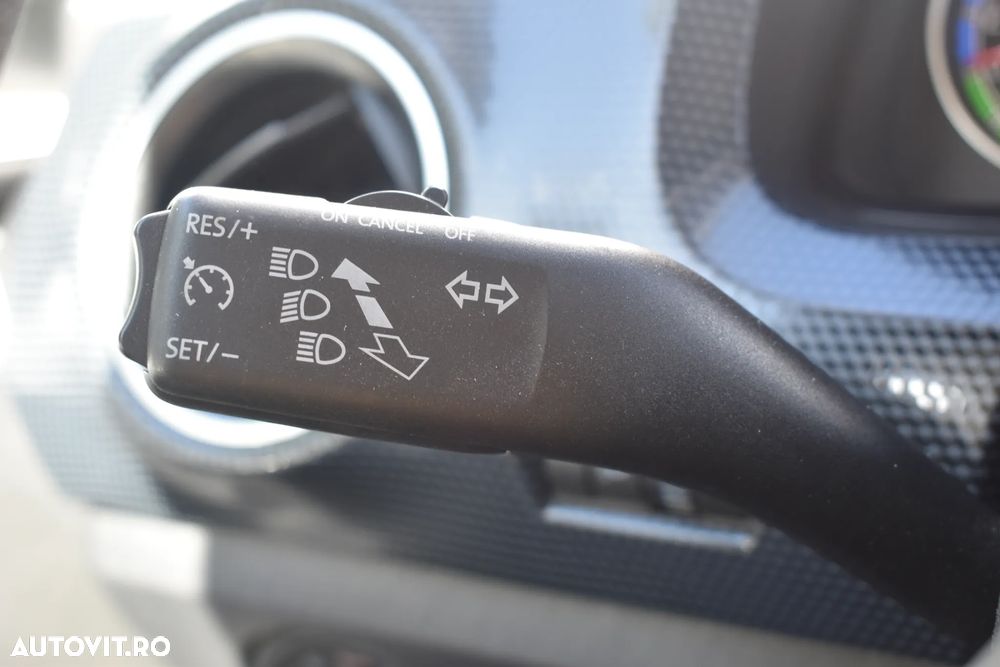 ON CANCEL OFF
RES/+
SET/−
AUTOVIT.RO